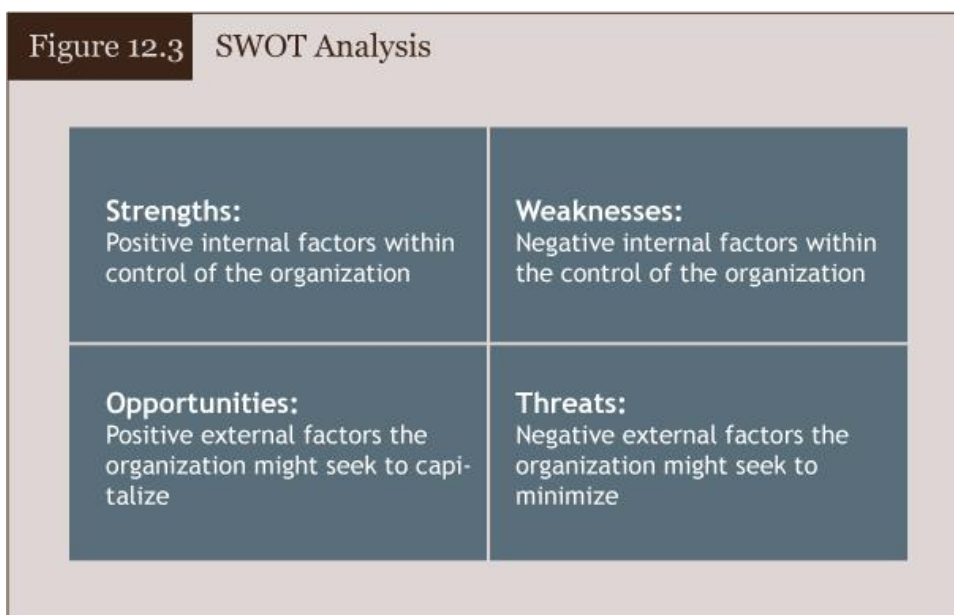 Figure 12.3 SWOT Analysis
Strengths:
Positive internal factors within
control of the organization
Weaknesses:
Negative internal factors within
the control of the organization
Opportunities:
Positive external factors the
organization might seek to capi-
talize
Threats:
Negative external factors the
organization might seek to
minimize